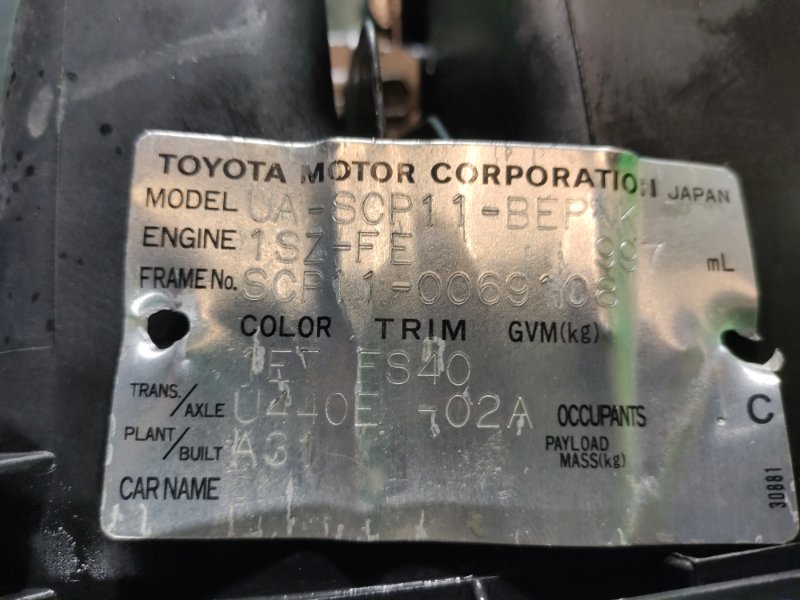 TOYOTA MOTOR CORPORATION JAPAN
MODEL UA-SCP11-BEPNK
ENGINE 1SZ-FE 997 mL
FRAME No. SCP11-0069108
COLOR TRIM GVM(kg)
1E7 FS40
TRANS./AXLE U440E -02A OCCUPANTS C
PLANT/BUILT A31 PAYLOAD MASS(kg)
CAR NAME
30881